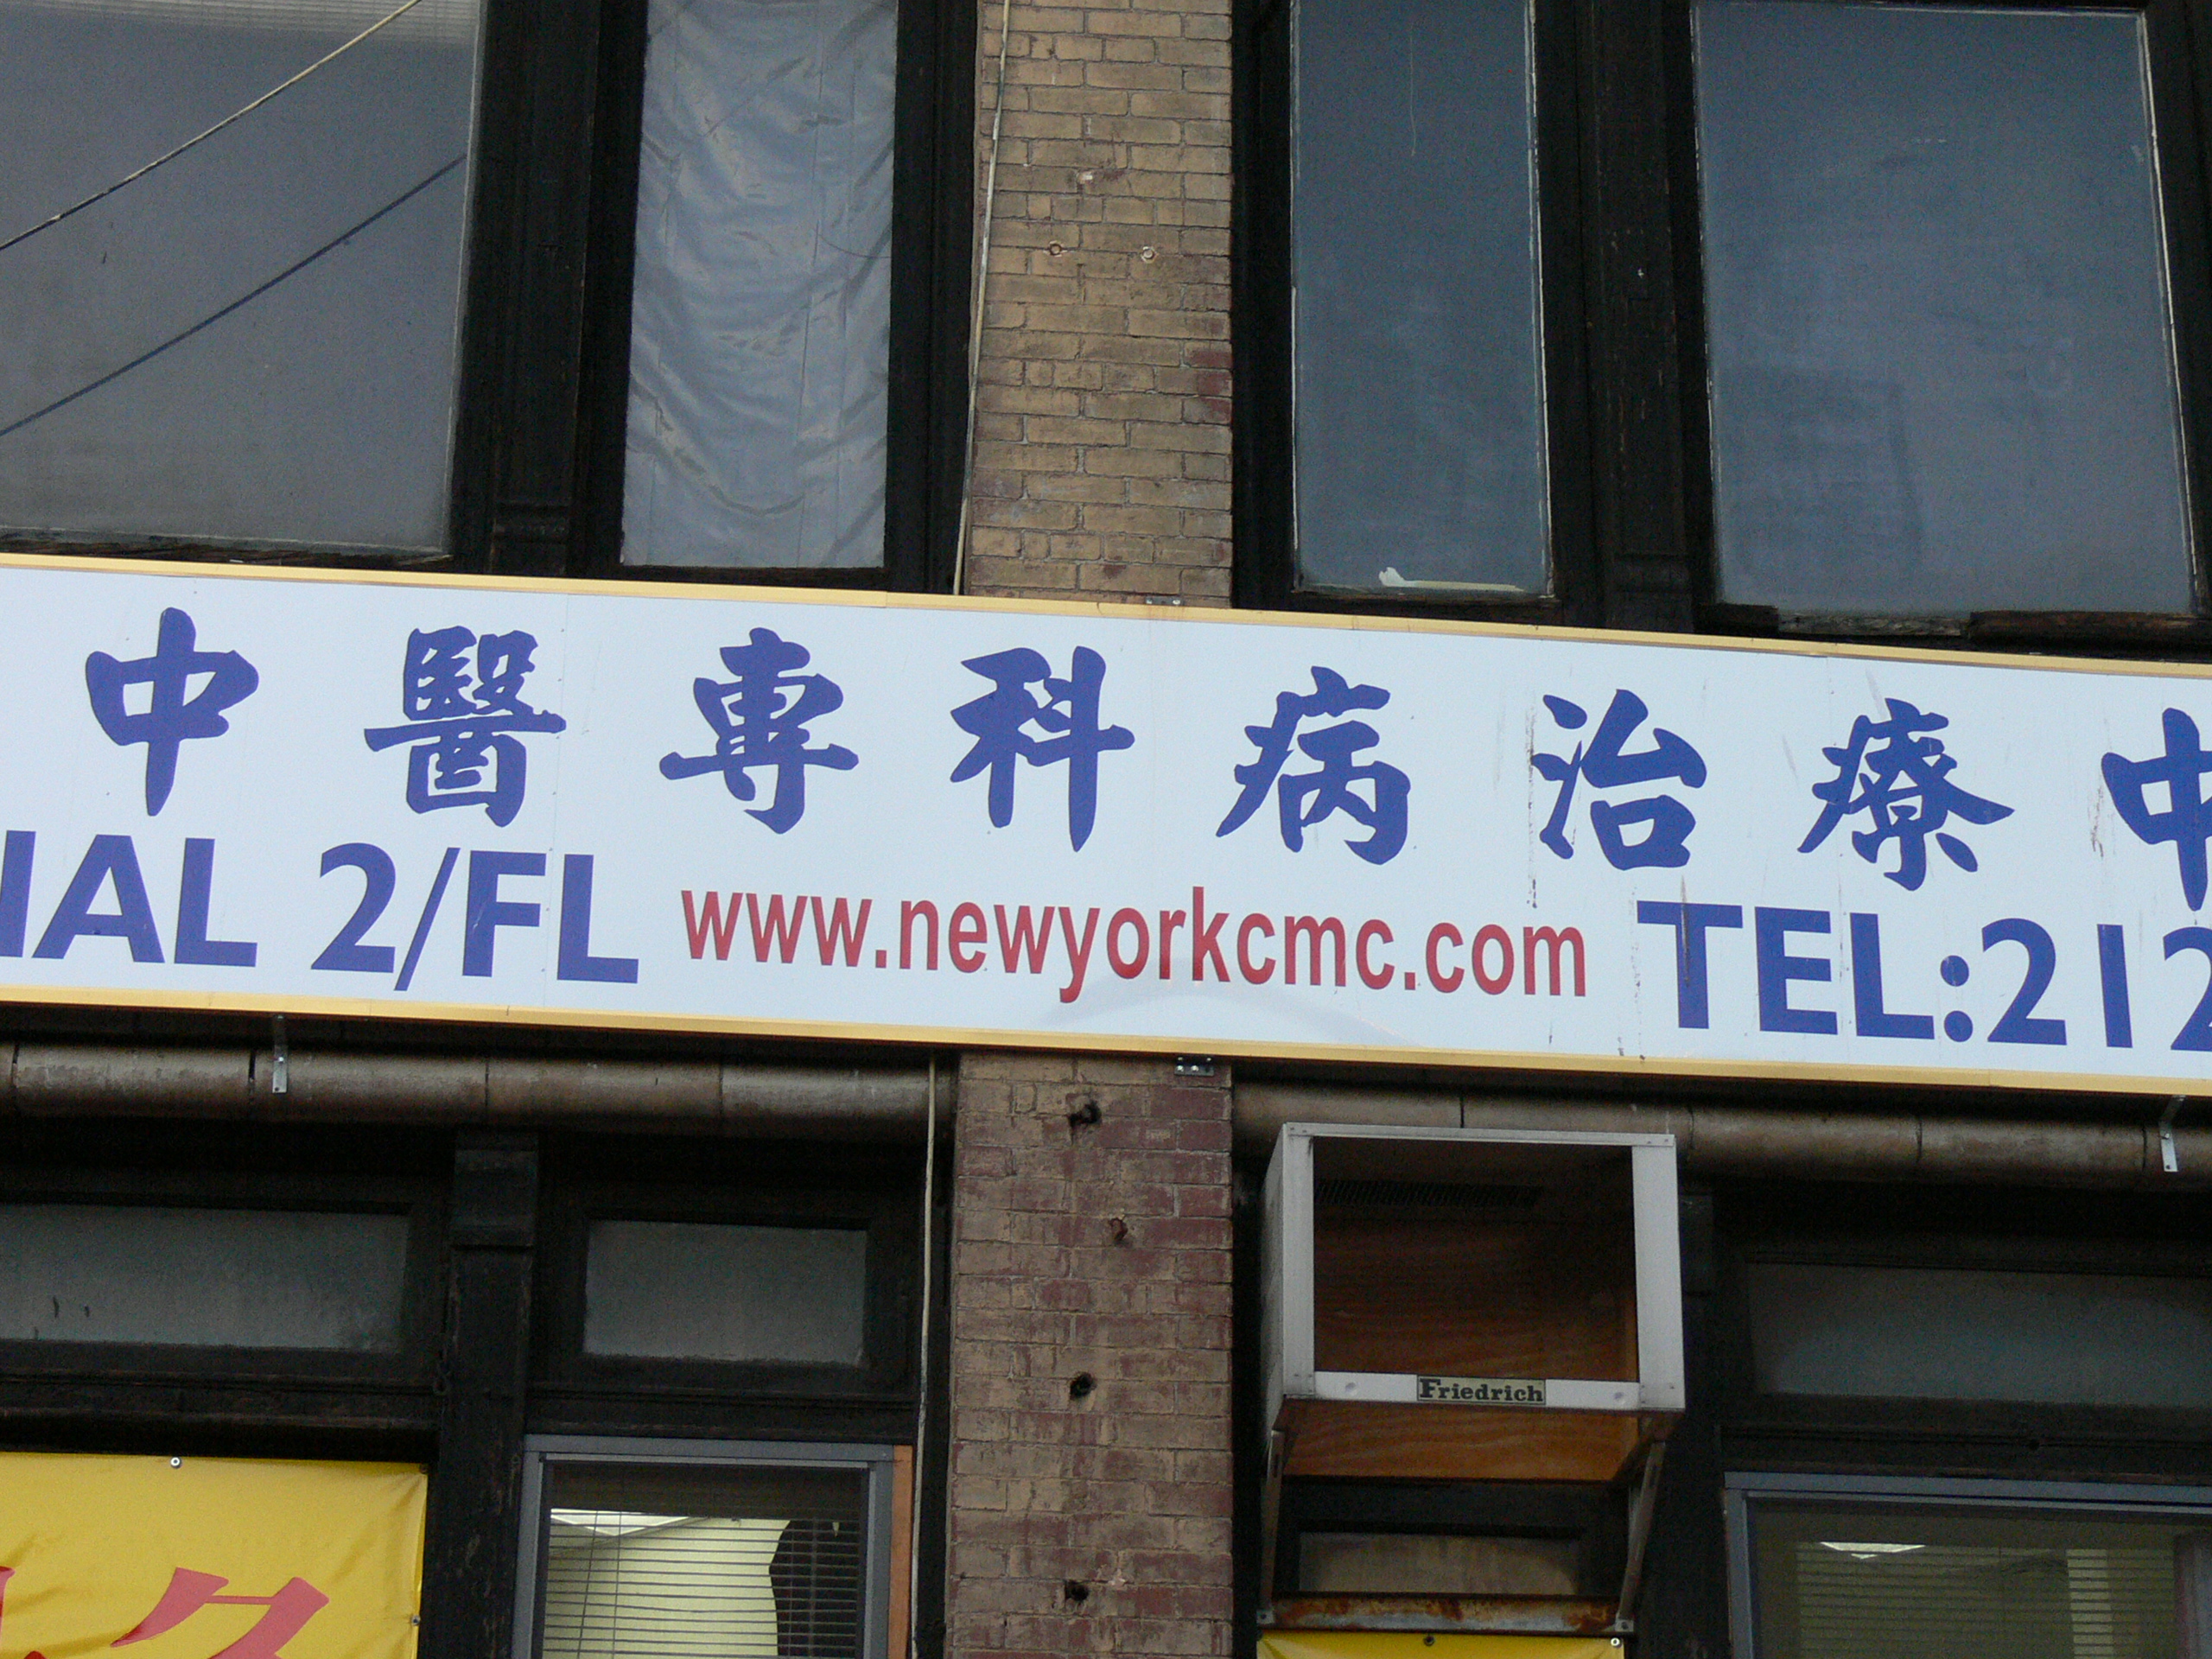 中醫專科病治療中
IAL 2/FL www.newyorkcmc.com TEL:212
Friedrich